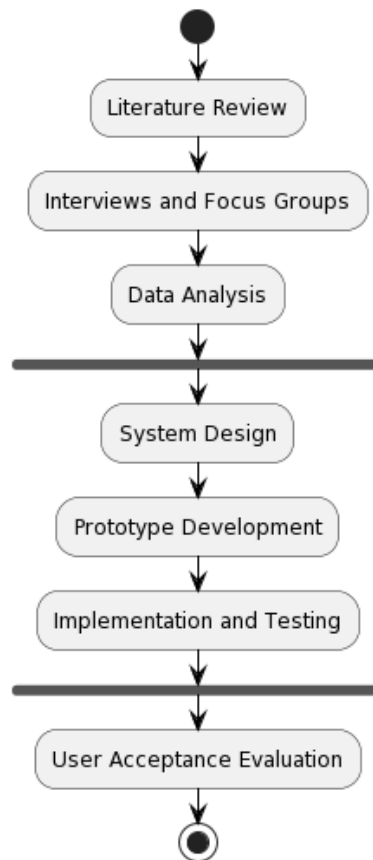 Literature Review
Interviews and Focus Groups
Data Analysis
System Design
Prototype Development
Implementation and Testing
User Acceptance Evaluation